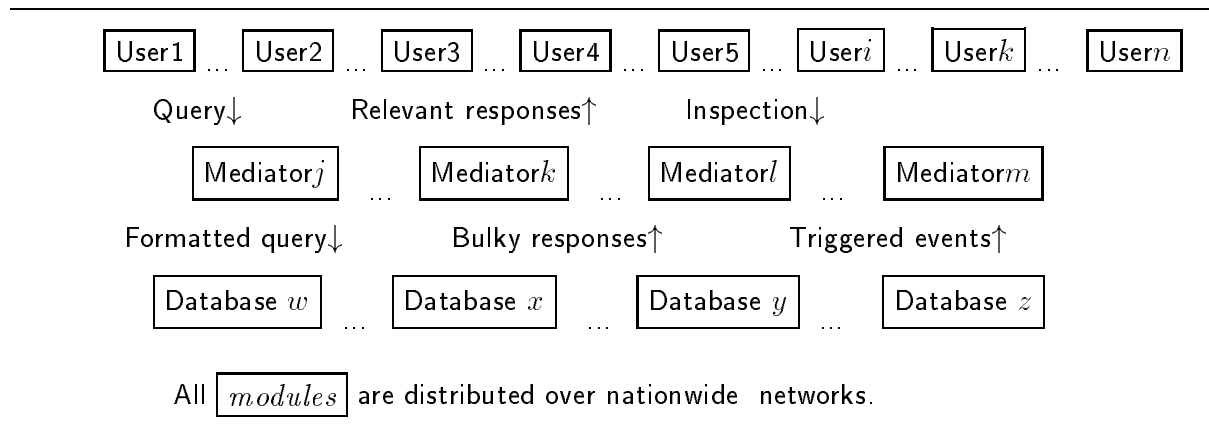 User1 ... User2 ... User3 ... User4 ... User5 ... Useri ... Userk ... Usern
Query↓ Relevant responses↑ Inspection↓
Mediatorj ... Mediatork ... Mediatorl ... Mediatorm
Formatted query↓ Bulky responses↑ Triggered events↑
Database w ... Database x ... Database y ... Database z
All modules are distributed over nationwide networks.